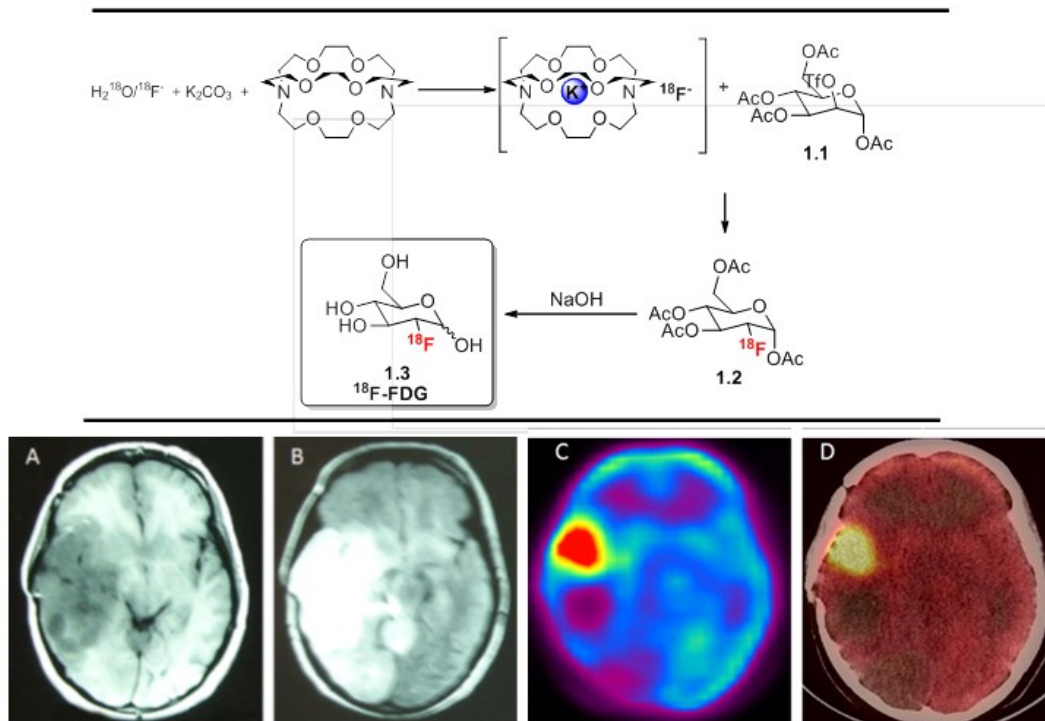 H₂¹⁸O/¹⁸F⁻ + K₂CO₃ +
O O
O O
N N
O O
O O
O K⁺ O
N N
O O
¹⁸F⁻ +
OAc
TfO
AcO O
AcO
OAc
1.1
OH
HO O
HO
¹⁸F OH
1.3
¹⁸F-FDG
NaOH
OAc
AcO O
AcO
¹⁸F OAc
1.2
A
B
C
D